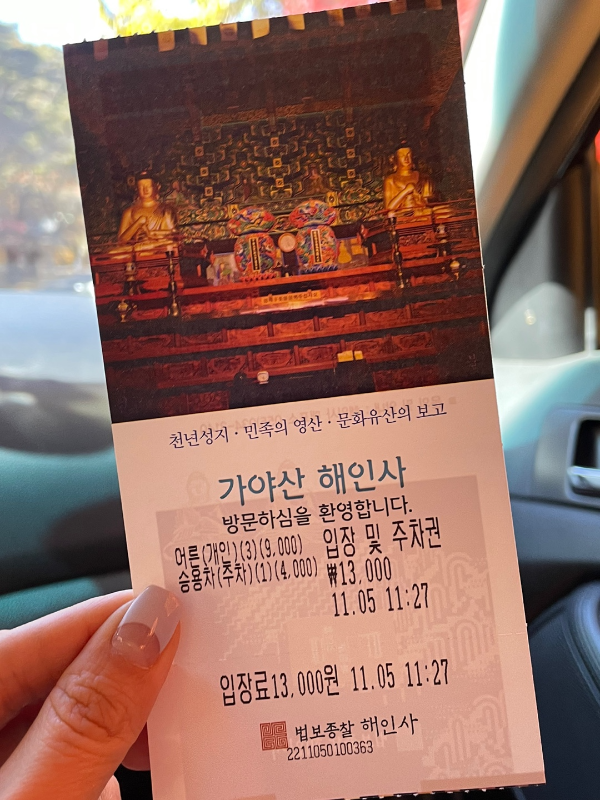 천년성지 · 민족의 영산 · 문화유산의 보고
가야산 해인사
방문하심을 환영합니다.
어른(개인)(3)(9,000)
승용차(주차)(1)(4,000)
입장 및 주차권
₩13,000
11.05 11:27
입장료13,000원 11.05 11:27
법보종찰 해인사
2211050100363